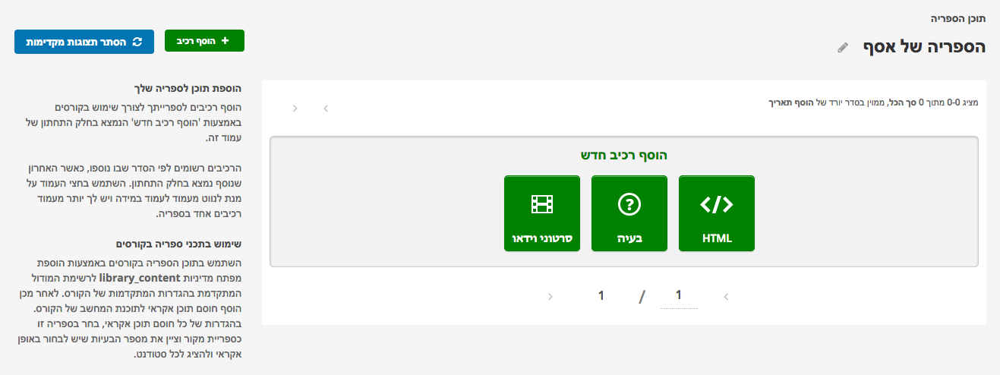 תוכן הספריה
הספריה של אסף
הוסף רכיב
הסתר תצוגות מקדימות
מציג 0-0 מתוך 0 סך הכל, ממוין בסדר יורד של הוסף תאריך
הוסף רכיב חדש
HTML
בעיה
סרטוני וידאו
1 / 1
הוספת תוכן לספריה שלך
הוסף רכיבים לספרייתך לצורך שימוש בקורסים
באמצעות 'הוסף רכיב חדש' הנמצא בחלק התחתון של
עמוד זה.
הרכיבים רשומים לפי הסדר שבו נוספו, כאשר האחרון
שנוסף נמצא בחלק התחתון. השתמש בחצי העמוד על
מנת לנווט מעמוד לעמוד במידה ויש לך יותר מעמוד
רכיבים אחד בספריה.
שימוש בתכני ספריה בקורסים
השתמש בתוכן הספריה בקורסים באמצעות הוספת
מפתח מדיניות library_content לרשימת המודול
המתקדמת בהגדרות המתקדמות של הקורס. לאחר מכן
הוסף חוסם תוכן אקראי לתוכנת המחשב של הקורס.
בהגדרות של כל חוסם תוכן אקראי, בחר בספריה זו
כספריית מקור וציין את מספר הבעיות שיש לבחור באופן
אקראי ולהציג לכל סטודנט.